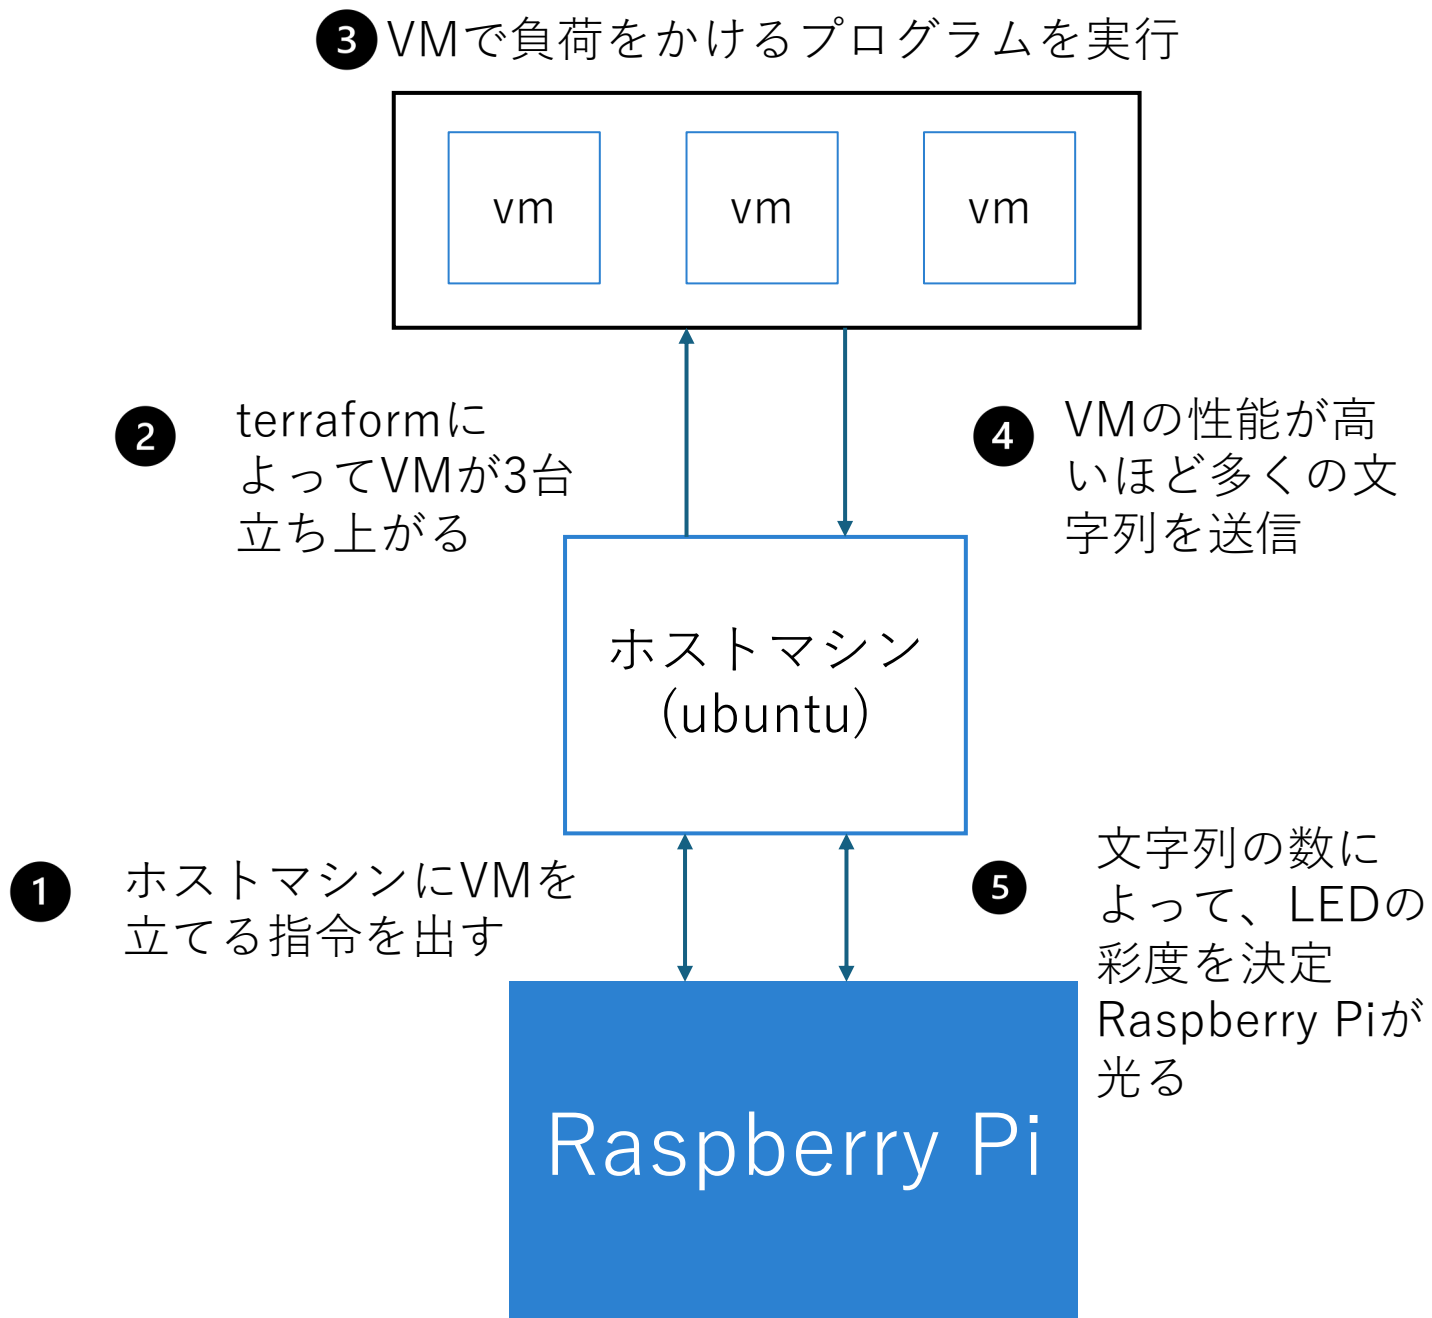 3 VMで負荷をかけるプログラムを実行
vm vm vm
2 terraformに
よってVMが3台
立ち上がる
4 VMの性能が高
いほど多くの文
字列を送信
ホストマシン
(ubuntu)
1 ホストマシンにVMを
立てる指令を出す
5 文字列の数に
よって、LEDの
彩度を決定
Raspberry Piが
光る
Raspberry Pi